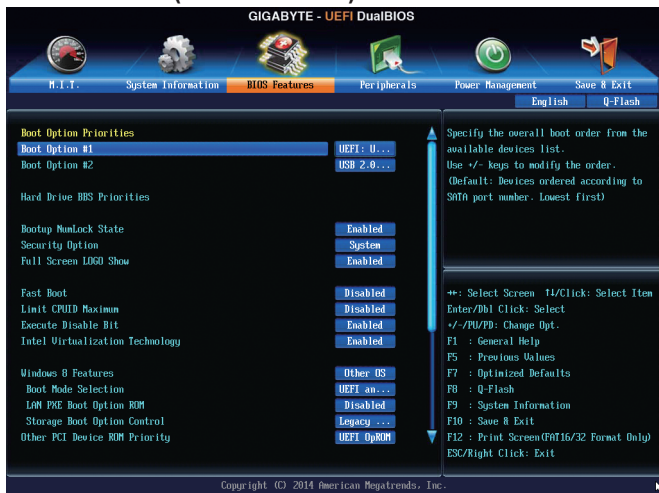 GIGABYTE - UEFI DualBIOS
M.I.T.
System Information
BIOS Features
Peripherals
Power Management
Save & Exit
English
Q-Flash
Boot Option Priorities
Boot Option #1 UEFI: U...
Boot Option #2 USB 2.0...
Hard Drive BBS Priorities
Bootup NumLock State Enabled
Security Option System
Full Screen LOGO Show Enabled
Fast Boot Disabled
Limit CPUID Maximum Disabled
Execute Disable Bit Enabled
Intel Virtualization Technology Enabled
Windows 8 Features Other OS
Boot Mode Selection UEFI an...
LAN PXE Boot Option ROM Disabled
Storage Boot Option Control Legacy ...
Other PCI Device ROM Priority UEFI OpROM
Specify the overall boot order from the
available devices list.
Use +/- keys to modify the order.
(Default: Devices ordered according to
SATA port number. Lowest first)
→←: Select Screen ↑↓/Click: Select Item
Enter/Dbl Click: Select
+/-/PU/PD: Change Opt.
F1 : General Help
F5 : Previous Values
F7 : Optimized Defaults
F8 : Q-Flash
F9 : System Information
F10 : Save & Exit
F12 : Print Screen(FAT16/32 Format Only)
ESC/Right Click: Exit
Copyright (C) 2014 American Megatrends, Inc.